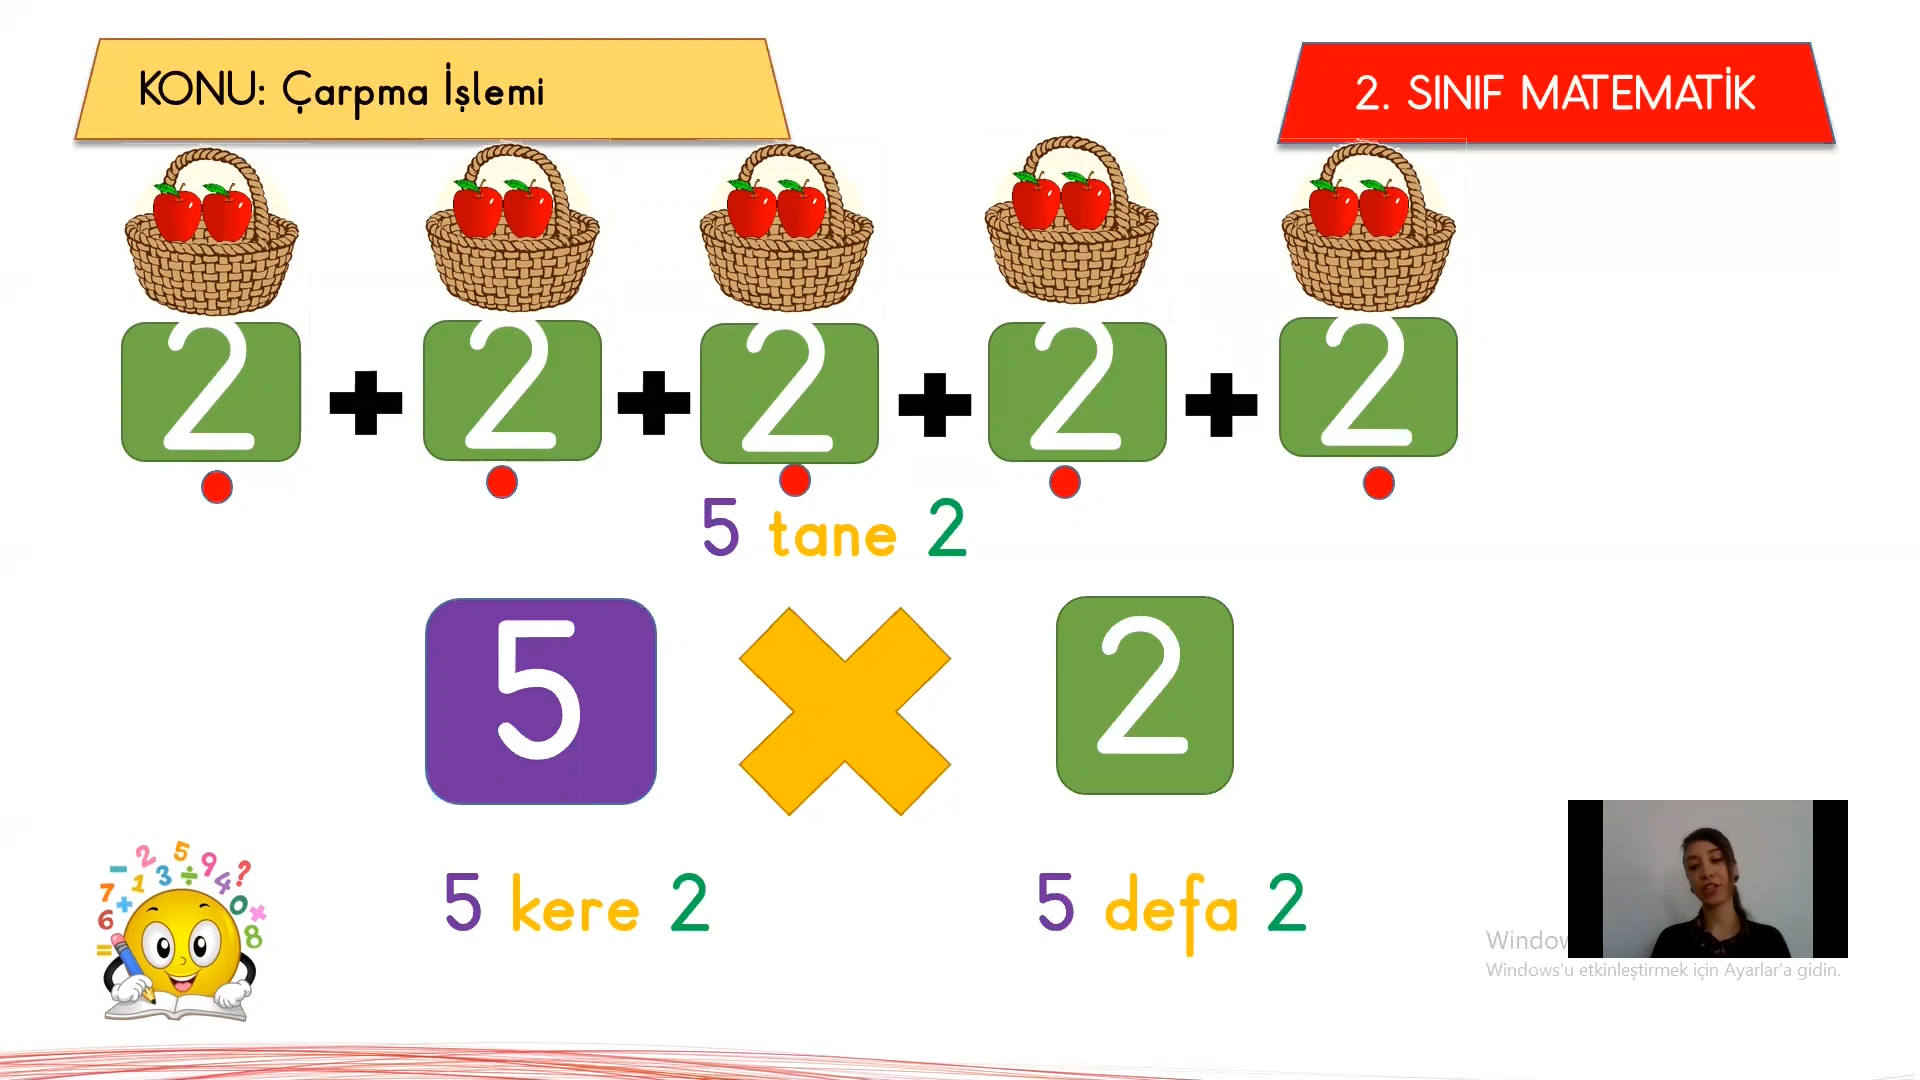 KONU: Çarpma İşlemi
2. SINIF MATEMATİK
2 + 2 + 2 + 2 + 2
5 tane 2
5 × 2
5 kere 2
5 defa 2
Windows'u etkinleştirmek için Ayarlar'a gidin.